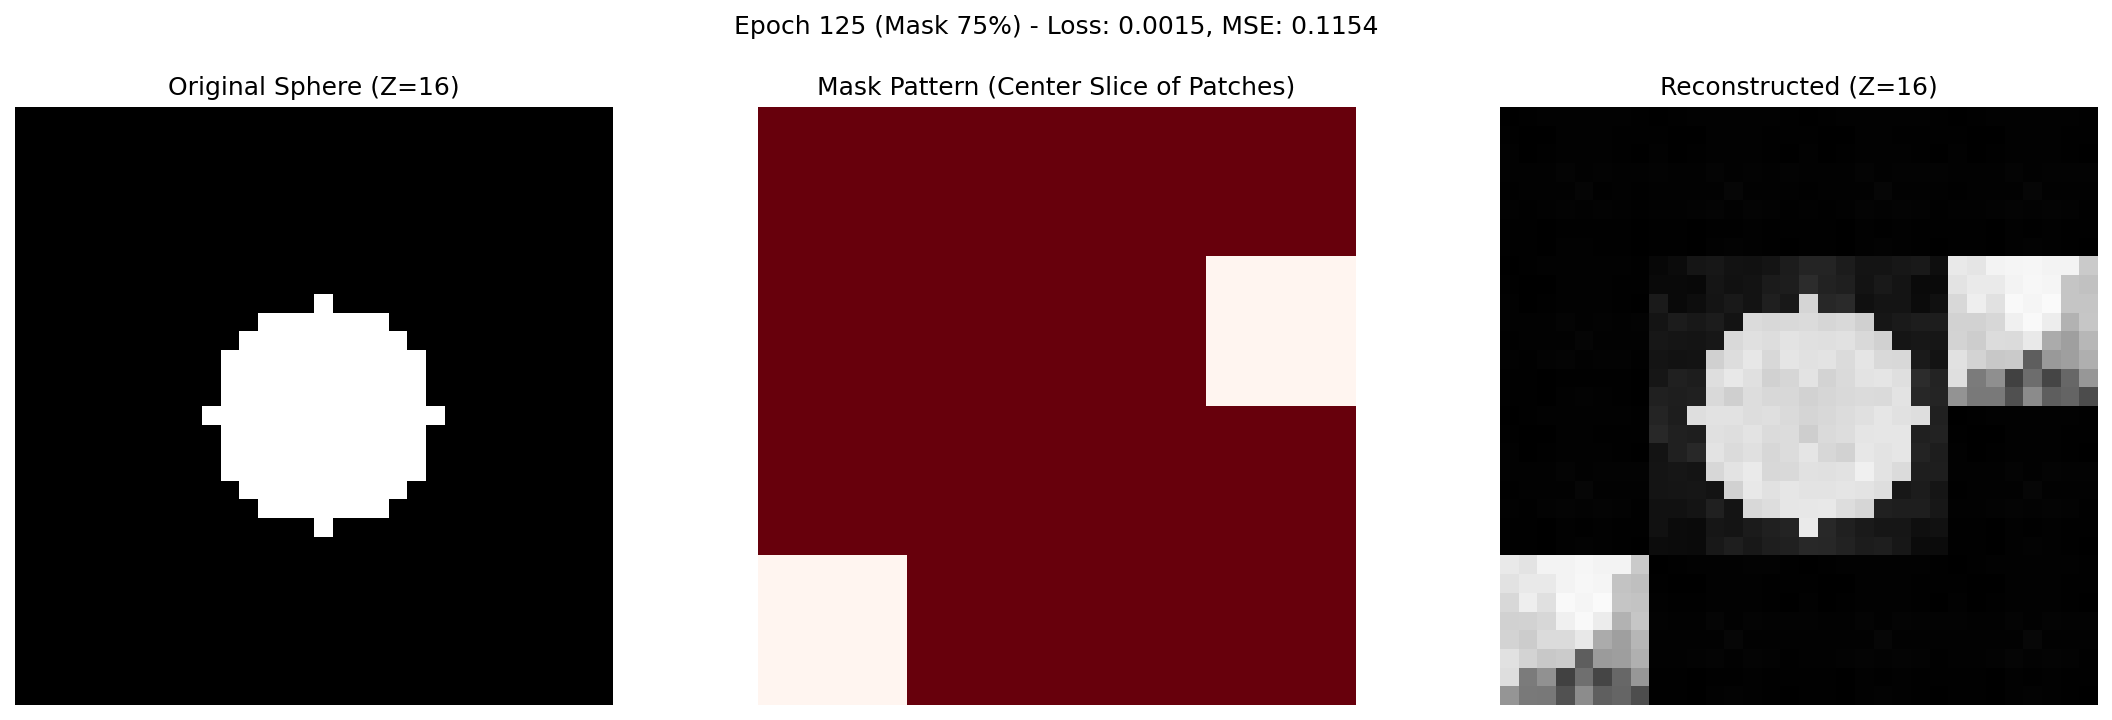 Epoch 125 (Mask 75%) - Loss: 0.0015, MSE: 0.1154
Original Sphere (Z=16)
Mask Pattern (Center Slice of Patches)
Reconstructed (Z=16)